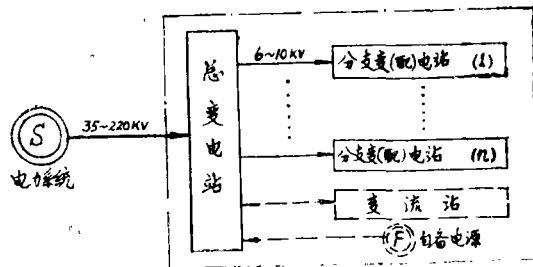 6~10KV
分支变(配)电站 (1)
总变电站
35~220KV
S
电力系统
分支变(配)电站 (n)
变流站
F 自备电源